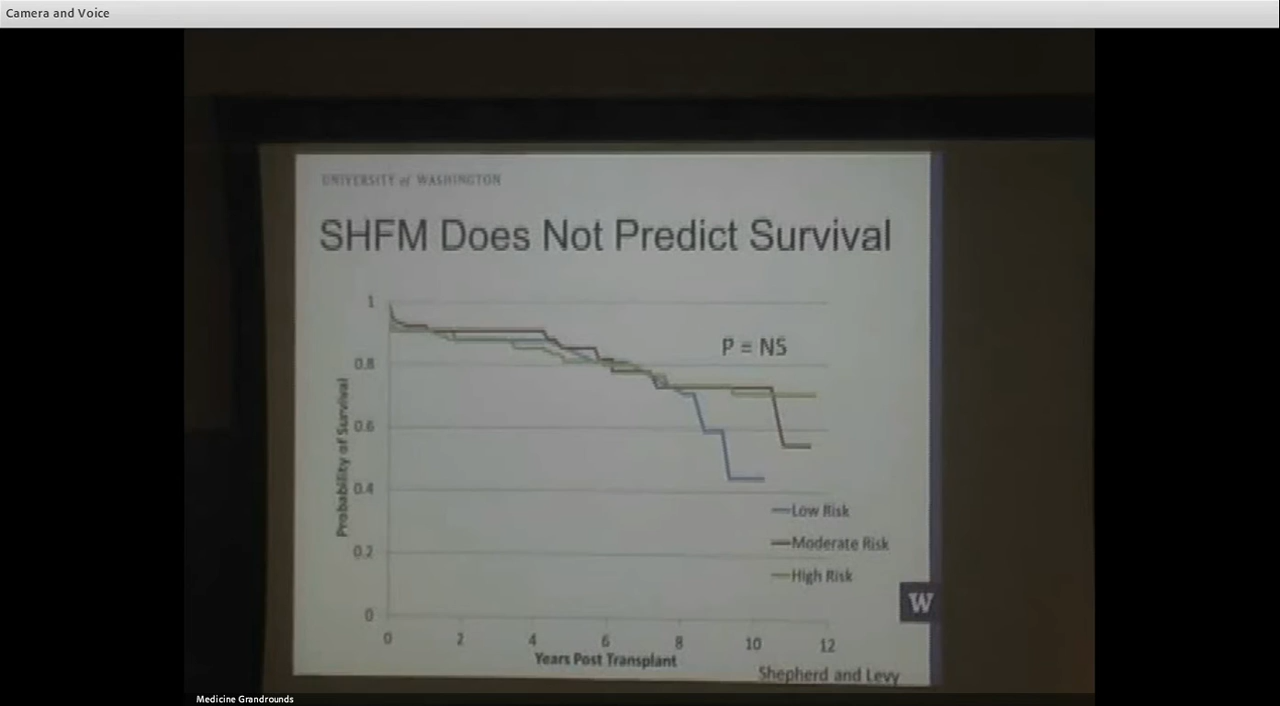 Camera and Voice
UNIVERSITY of WASHINGTON
SHFM Does Not Predict Survival
1
P = NS
0.8
0.6
0.4
0.2
0
Probability of Survival
Low Risk
Moderate Risk
High Risk
W
0 2 4 6 8 10 12
Years Post Transplant
Shepherd and Levy
Medicine Grandrounds